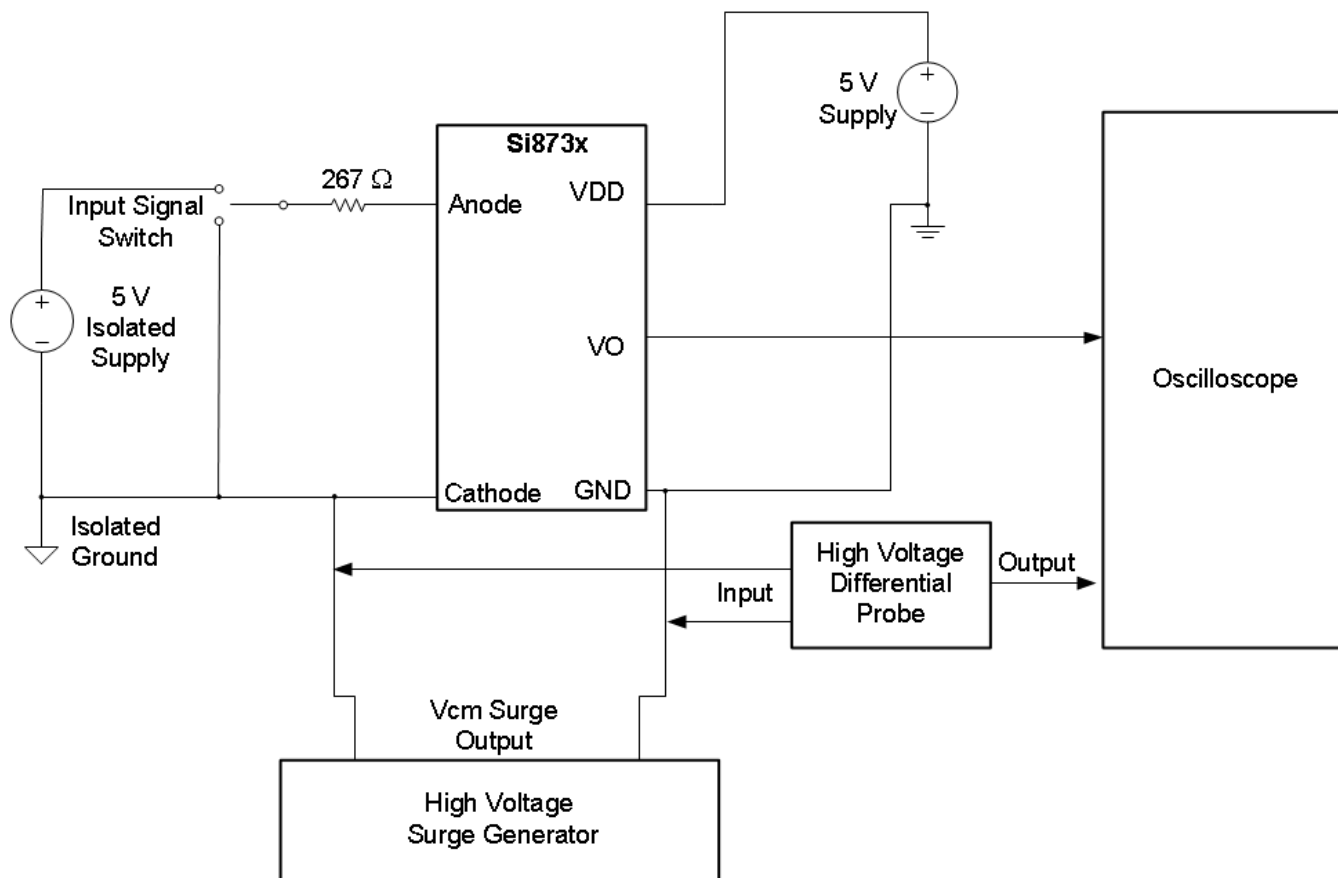 5 V
Supply
Si873x
267 Ω
VDD
Input Signal
Switch
Anode
+
−
+
−
5 V
Isolated
Supply
VO
Oscilloscope
Cathode
GND
Isolated
Ground
High Voltage
Differential
Probe
Output
Input
Vcm Surge
Output
High Voltage
Surge Generator